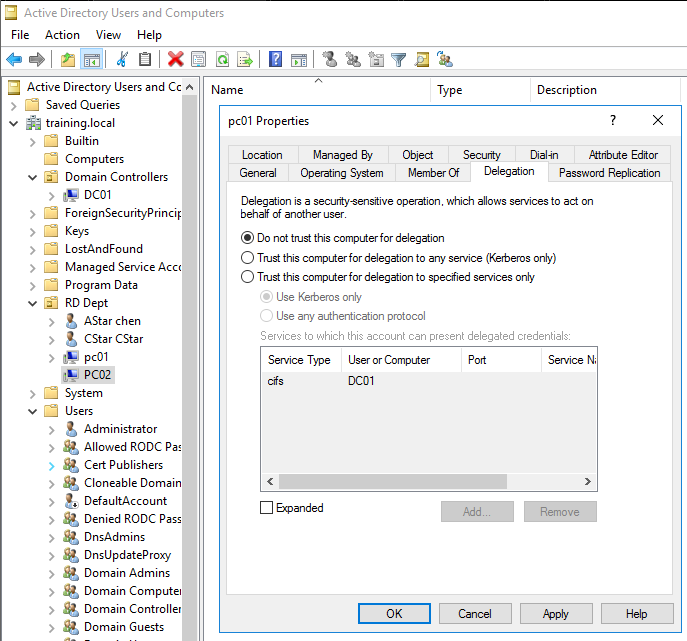 Active Directory Users and Computers
File Action View Help
Active Directory Users and Cc
Saved Queries
training.local
Builtin
Computers
Domain Controllers
DC01
ForeignSecurityPrincip
Keys
LostAndFound
Managed Service Acco
Program Data
RD Dept
AStar chen
CStar CStar
pc01
PC02
System
Users
Administrator
Allowed RODC Pas
Cert Publishers
Cloneable Domain
DefaultAccount
Denied RODC Pass
DnsAdmins
DnsUpdateProxy
Domain Admins
Domain Computer
Domain Controller
Domain Guests
Name Type Description
pc01 Properties
Location Managed By Object Security Dial-in Attribute Editor
General Operating System Member Of Delegation Password Replication
Delegation is a security-sensitive operation, which allows services to act on
behalf of another user.
Do not trust this computer for delegation
Trust this computer for delegation to any service (Kerberos only)
Trust this computer for delegation to specified services only
Use Kerberos only
Use any authentication protocol
Services to which this account can present delegated credentials:
Service Type User or Computer Port Service Na
cifs DC01
Expanded
Add... Remove
OK Cancel Apply Help